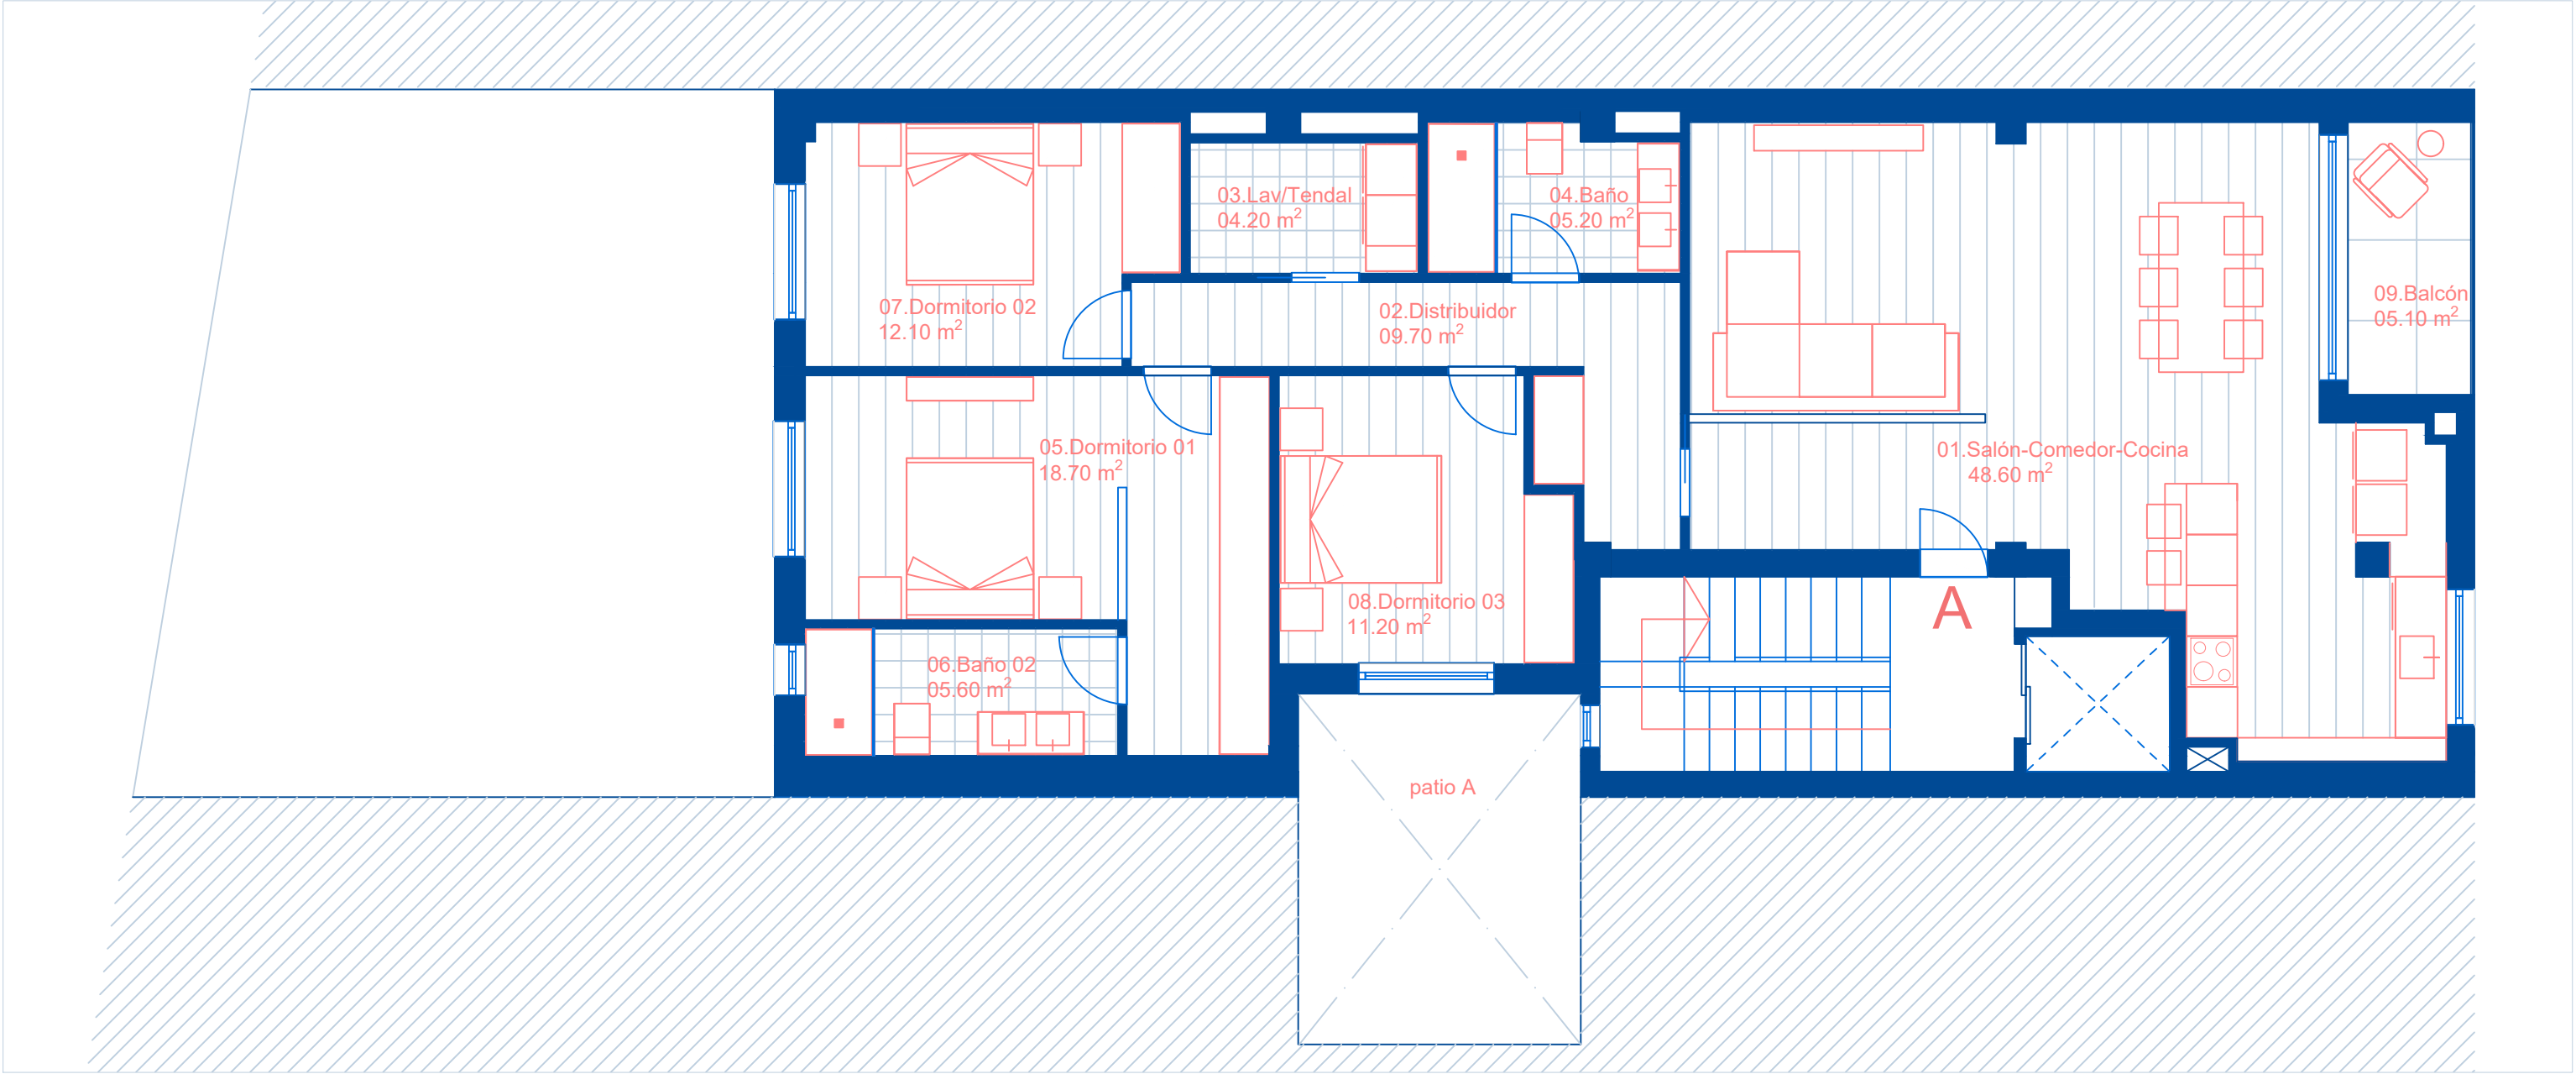 03.Lav/Tendal
04.20 m²
04.Baño
05.20 m²
07.Dormitorio 02
12.10 m²
02.Distribuidor
09.70 m²
09.Balcón
05.10 m²
05.Dormitorio 01
18.70 m²
01.Salón-Comedor-Cocina
48.60 m²
08.Dormitorio 03
11.20 m²
A
06.Baño 02
05.60 m²
patio A